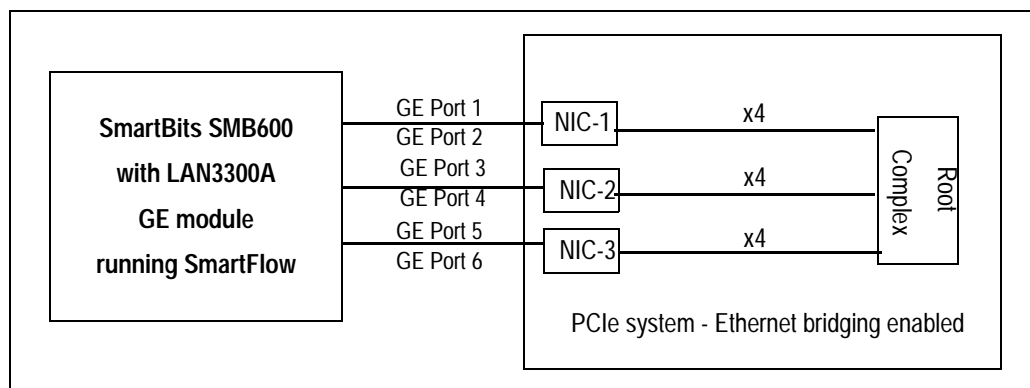 SmartBits SMB600
with LAN3300A
GE module
running SmartFlow
GE Port 1
GE Port 2
GE Port 3
GE Port 4
GE Port 5
GE Port 6
NIC-1
NIC-2
NIC-3
x4
x4
x4
Root
Complex
PCIe system - Ethernet bridging enabled